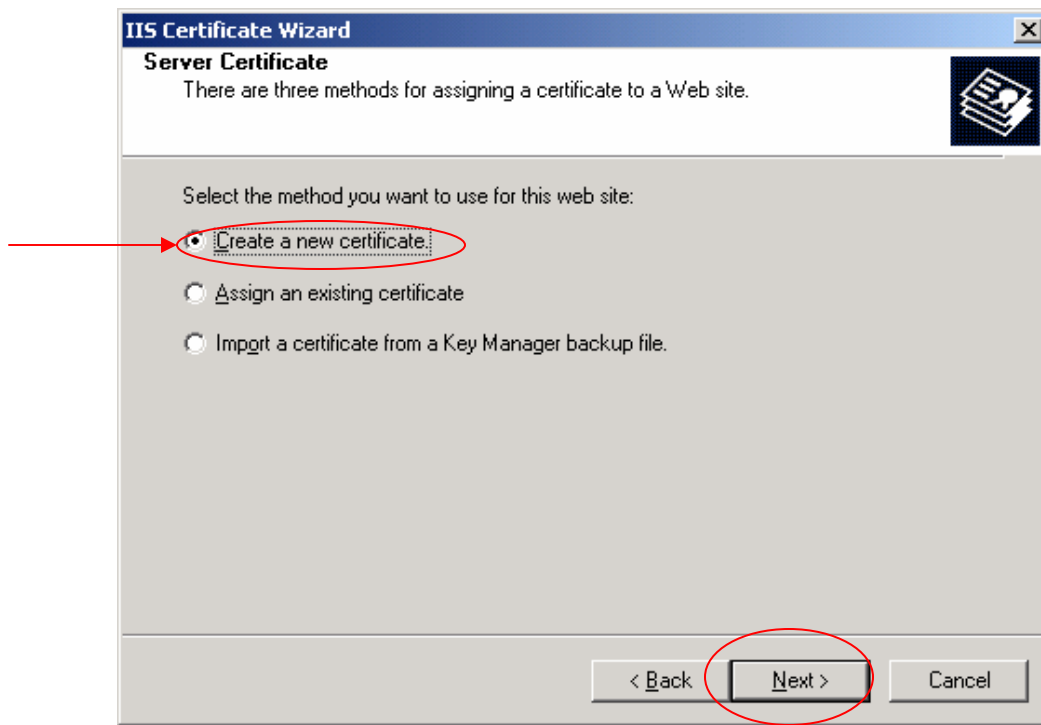 IIS Certificate Wizard
Server Certificate
There are three methods for assigning a certificate to a Web site.
Select the method you want to use for this web site:
Create a new certificate.
Assign an existing certificate
Import a certificate from a Key Manager backup file.
< Back Next > Cancel